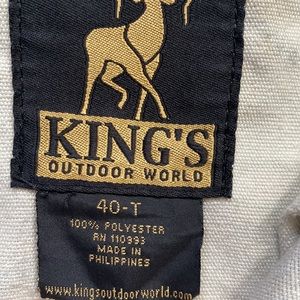 KING'S
OUTDOOR WORLD
40-T
100% POLYESTER
RN 110993
MADE IN
PHILIPPINES
www.kingsoutdoorworld.com